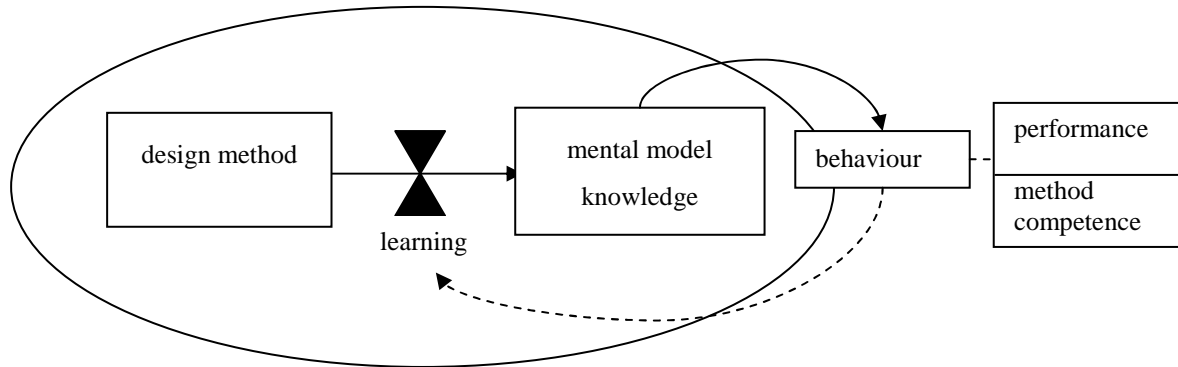 design method
learning
mental model
knowledge
behaviour
performance
method
competence